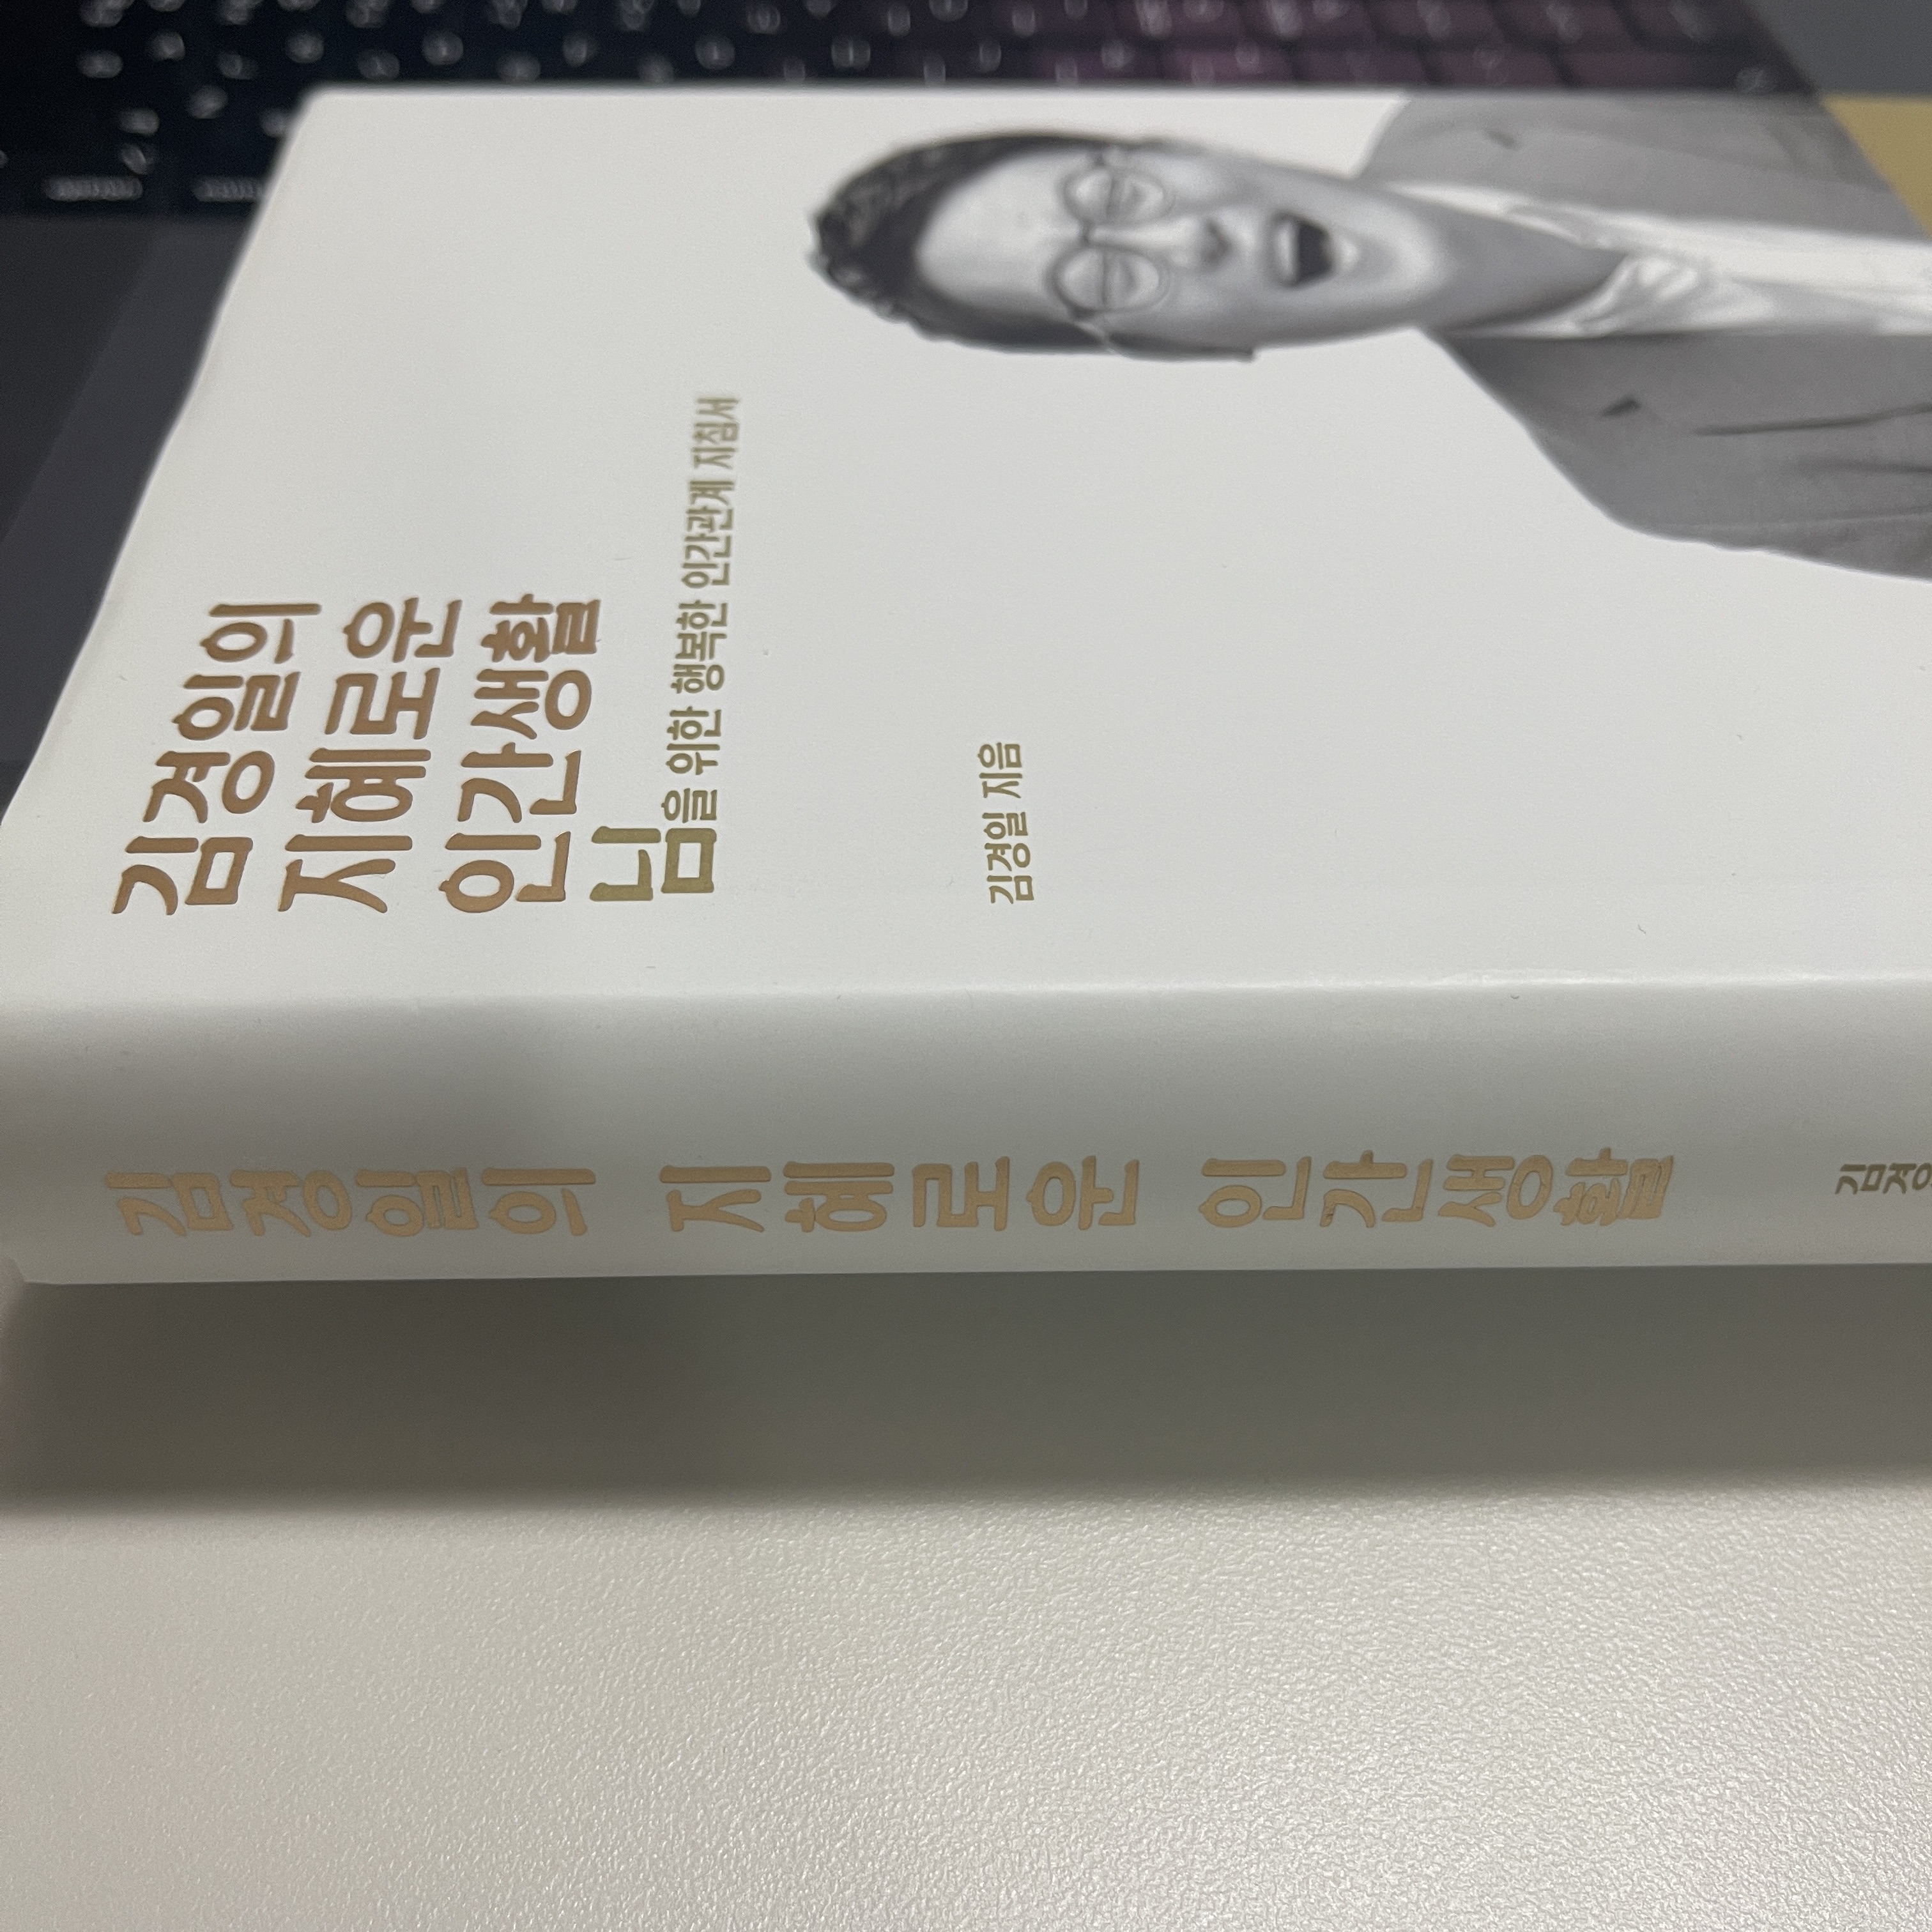 김경일의
지혜로운
인간생활
님을 위한 행복한 인간관계 지침서
김경일 지음
김경일의 지혜로운 인간생활